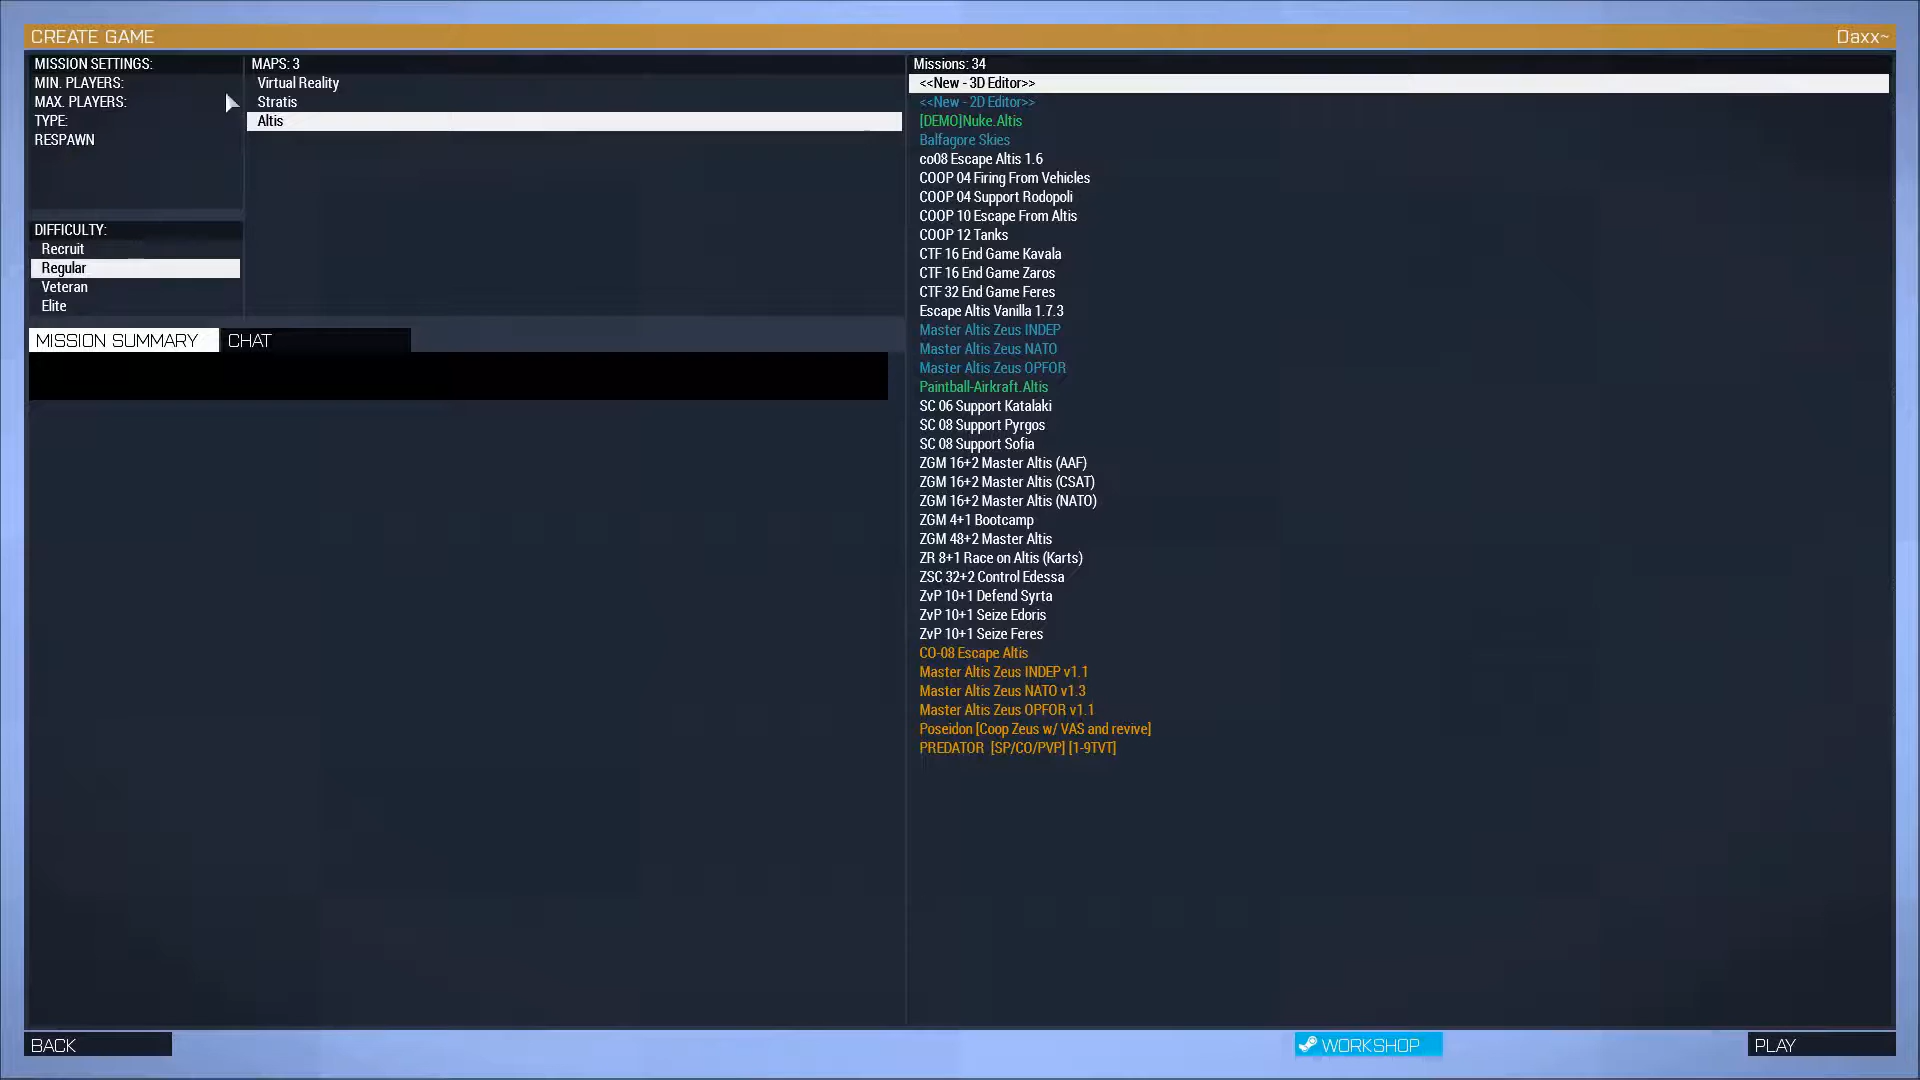 CREATE GAME
Daxx~
MISSION SETTINGS:
MIN. PLAYERS:
MAX. PLAYERS:
TYPE:
RESPAWN
DIFFICULTY:
Recruit
Regular
Veteran
Elite
MAPS: 3
Virtual Reality
Stratis
Altis
MISSION SUMMARY
CHAT
Missions: 34
<<New - 3D Editor>>
<<New - 2D Editor>>
[DEMO]Nuke.Altis
Balfagore Skies
co08 Escape Altis 1.6
COOP 04 Firing From Vehicles
COOP 04 Support Rodopoli
COOP 10 Escape From Altis
COOP 12 Tanks
CTF 16 End Game Kavala
CTF 16 End Game Zaros
CTF 32 End Game Feres
Escape Altis Vanilla 1.7.3
Master Altis Zeus INDEP
Master Altis Zeus NATO
Master Altis Zeus OPFOR
Paintball-Airkraft.Altis
SC 06 Support Katalaki
SC 08 Support Pyrgos
SC 08 Support Sofia
ZGM 16+2 Master Altis (AAF)
ZGM 16+2 Master Altis (CSAT)
ZGM 16+2 Master Altis (NATO)
ZGM 4+1 Bootcamp
ZGM 48+2 Master Altis
ZR 8+1 Race on Altis (Karts)
ZSC 32+2 Control Edessa
ZvP 10+1 Defend Syrta
ZvP 10+1 Seize Edoris
ZvP 10+1 Seize Feres
CO-08 Escape Altis
Master Altis Zeus INDEP v1.1
Master Altis Zeus NATO v1.3
Master Altis Zeus OPFOR v1.1
Poseidon [Coop Zeus w/ VAS and revive]
PREDATOR  [SP/CO/PVP] [1-9TVT]
BACK
WORKSHOP
PLAY